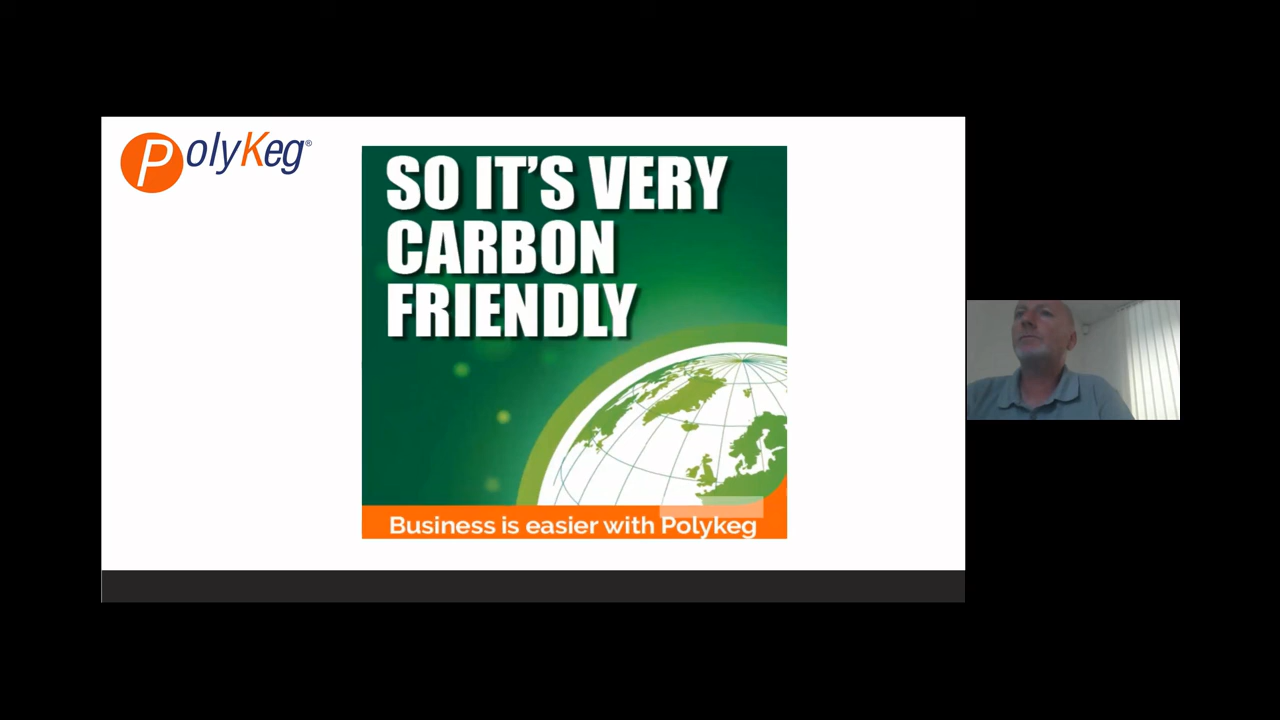 PolyKeg®
SO IT’S VERY
CARBON
FRIENDLY
Business is easier with Polykeg